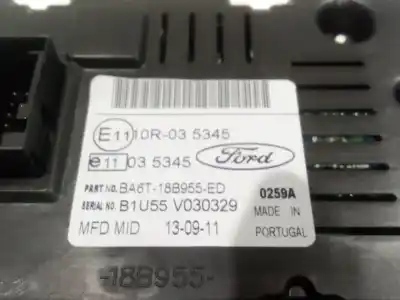 E11 10R-03 5345
e11 03 5345 Ford
PART NO. BA6T-18B955-ED 0259A
SERIAL NO. B1U55 V030329 MADE IN
MFD MID 13-09-11 PORTUGAL
-18B955-